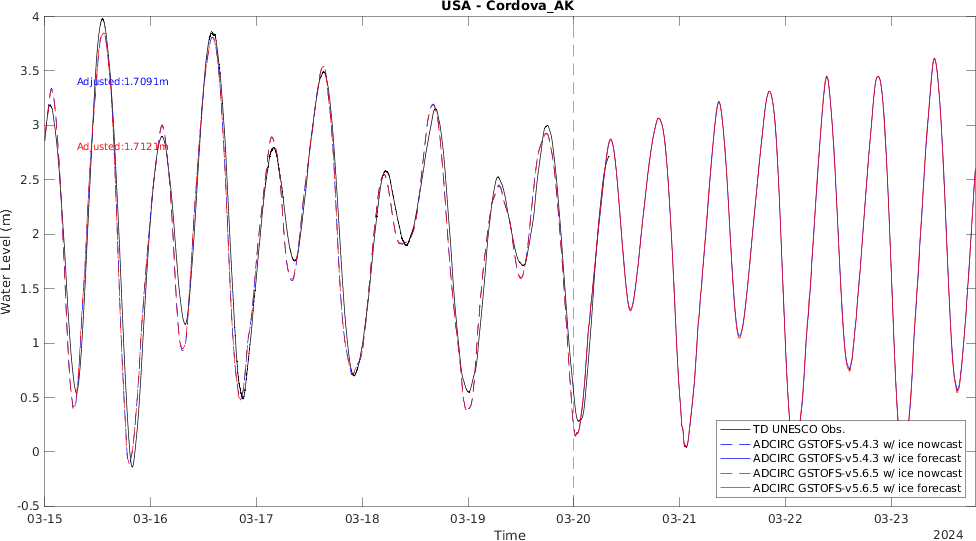 USA - Cordova_AK
4
3.5
3
2.5
2
1.5
1
0.5
0
-0.5
Water Level (m)
Adjusted:1.7091m
Adjusted:1.7121m
TD UNESCO Obs.
ADCIRC GSTOFS-v5.4.3 w/ ice nowcast
ADCIRC GSTOFS-v5.4.3 w/ ice forecast
ADCIRC GSTOFS-v5.6.5 w/ ice nowcast
ADCIRC GSTOFS-v5.6.5 w/ ice forecast
03-15 03-16 03-17 03-18 03-19 03-20 03-21 03-22 03-23
Time
2024